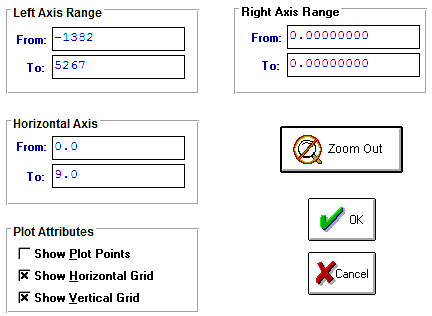 Left Axis Range
From: -1382
To: 5267
Right Axis Range
From: 0.00000000
To: 0.00000000
Horizontal Axis
From: 0.0
To: 9.0
Zoom Out
OK
Cancel
Plot Attributes
Show Plot Points
Show Horizontal Grid
Show Vertical Grid